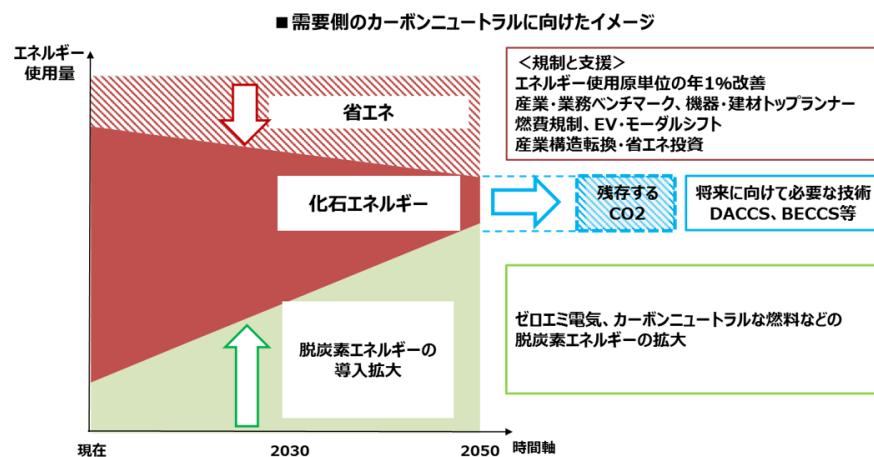 ■需要側のカーボンニュートラルに向けたイメージ
エネルギー
使用量
省エネ
化石エネルギー
脱炭素エネルギーの
導入拡大
現在
2030
2050
時間軸
＜規制と支援＞
エネルギー使用原単位の年1%改善
産業・業務ベンチマーク、機器・建材トップランナー
燃費規制、EV・モーダルシフト
産業構造転換・省エネ投資
残存する
CO2
将来に向けて必要な技術
DACCS、BECCS等
ゼロエミ電気、カーボンニュートラルな燃料などの
脱炭素エネルギーの拡大